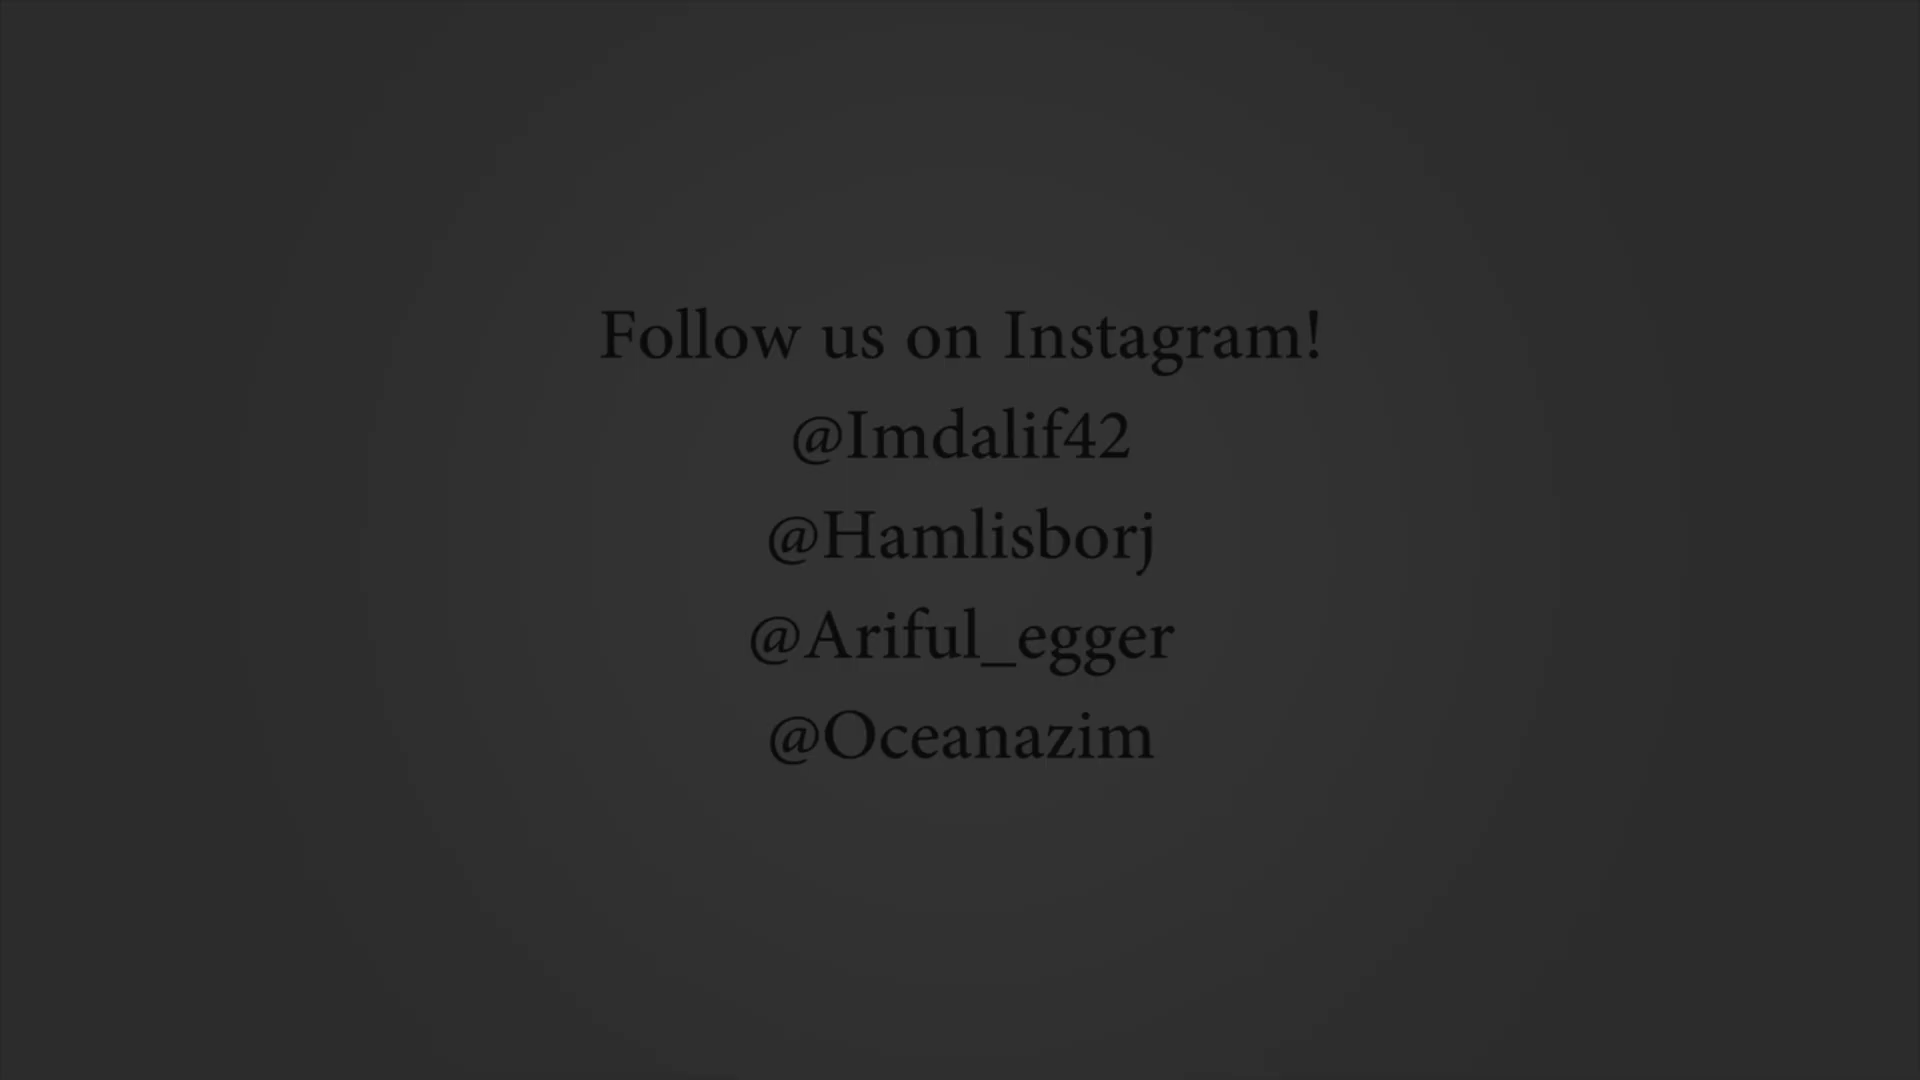 Follow us on Instagram!
@Imdalif42
@Hamlisborj
@Ariful_egger
@Oceanazim